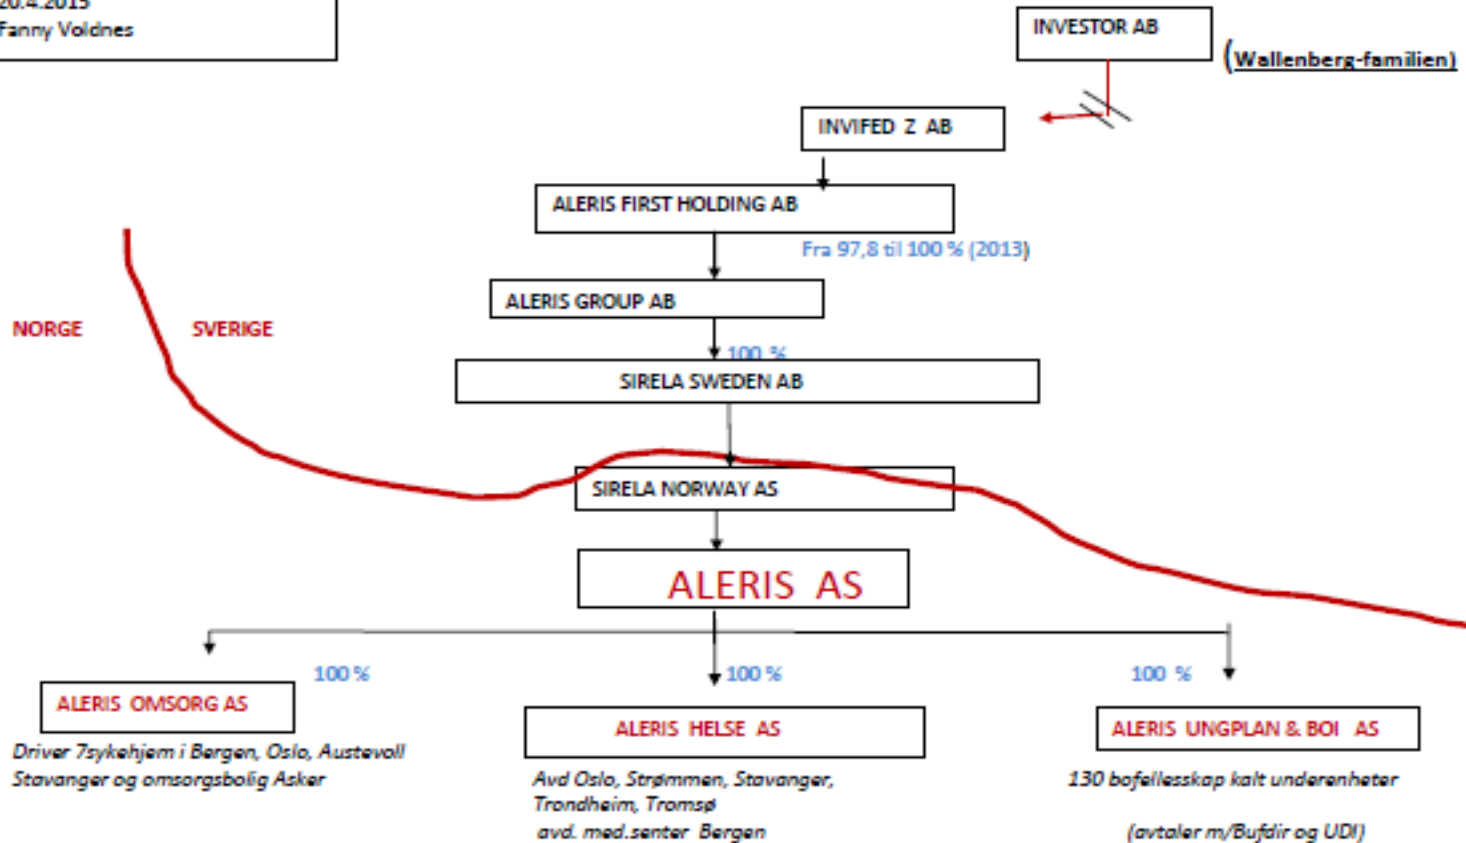 20.4.2015
Fanny Voldnes
INVESTOR AB
(Wallenberg-familien)
INVIFED Z AB
ALERIS FIRST HOLDING AB
Fra 97,8 til 100 % (2013)
ALERIS GROUP AB
NORGE
SVERIGE
100 %
SIRELA SWEDEN AB
SIRELA NORWAY AS
ALERIS AS
100 %
100 %
100 %
ALERIS OMSORG AS
ALERIS HELSE AS
ALERIS UNGPLAN & BOI AS
Driver 7sykehjem i Bergen, Oslo, Austevoll
Stavanger og omsorgsbolig Asker
Avd Oslo, Strømmen, Stavanger,
Trondheim, Tromsø
avd. med.senter Bergen
130 bofellesskap kalt underenheter
(avtaler m/Bufdir og UDI)